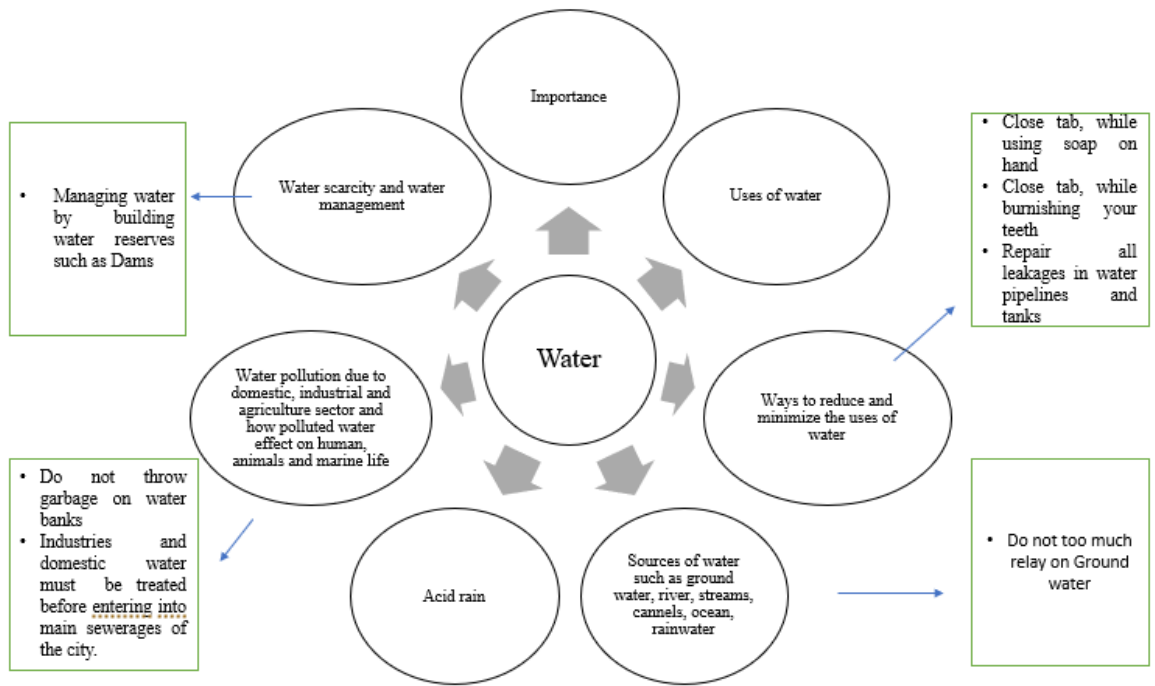 Importance
Water scarcity and water
management
Uses of water
• Managing water
by building
water reserves
such as Dams
• Close tab, while
using soap on
hand
• Close tab, while
burnishing your
teeth
• Repair all
leakages in water
pipelines and
tanks
Water
Water pollution due to
domestic, industrial and
agriculture sector and
how polluted water
effect on human,
animals and marine life
Ways to reduce and
minimize the uses of
water
• Do not throw
garbage on water
banks
• Industries and
domestic water
must be treated
before entering into
main sewerages of
the city.
Acid rain
Sources of water
such as ground
water, river, streams,
cannels, ocean,
rainwater
• Do not too much
relay on Ground
water